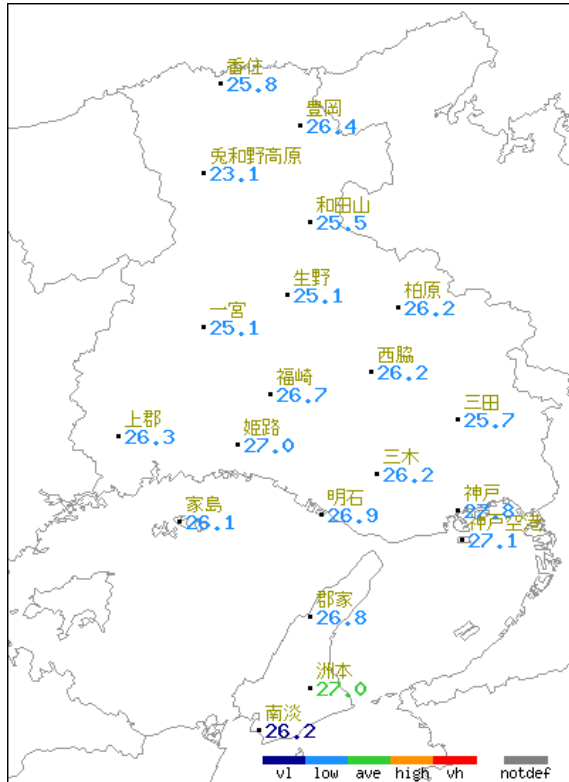 香住
25.8
豊岡
26.4
兎和野高原
23.1
和田山
25.5
生野
25.1
柏原
26.2
一宮
25.1
西脇
26.2
福崎
26.7
三田
25.7
上郡
26.3
姫路
27.0
三木
26.2
家島
26.1
明石
26.9
神戸
27.8
神戸空港
27.1
郡家
26.8
洲本
27.0
南淡
26.2
vl low ave high vh notdef